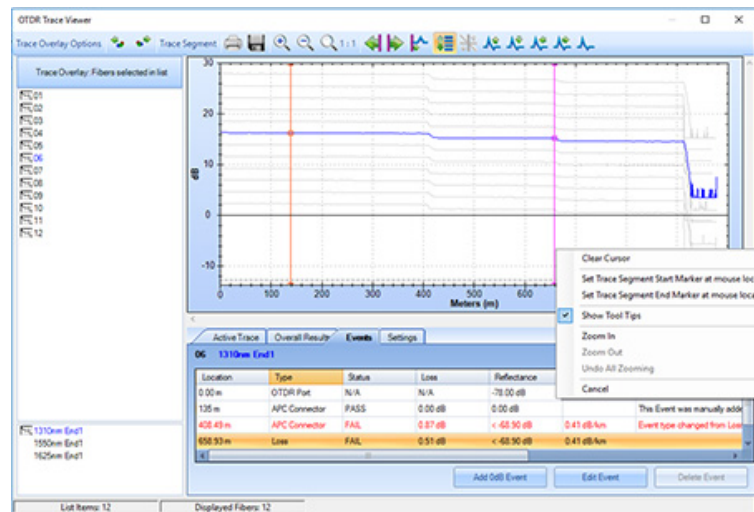 OTDR Trace Viewer
Trace Overlay Options Trace Segment 1:1
Trace Overlay: Fibers selected in list
01
02
03
04
05
06
07
08
09
10
11
12
30
20
10
0
-10
dB
0 100 200 300 400 500 600
Meters (m)
Clear Cursor
Set Trace Segment Start Marker at mouse loc
Set Trace Segment End Marker at mouse loca
Show Tool Tips
Zoom In
Zoom Out
Undo All Zooming
Cancel
Active Trace Overall Results Events Settings
06 1310nm End1
Location Type Status Loss Reflectance
0.00 m OTDR Port N/A N/A -78.00 dB
135 m APC Connector PASS 0.00 dB 0.00 dB This Event was manually adde
408.49 m APC Connector FAIL 0.87 dB < -68.90 dB 0.41 dB/km Event type changed from Loss
658.93 m Loss FAIL 0.51 dB < -68.90 dB 0.41 dB/km
1310nm End1
1550nm End1
1625nm End1
Add 0dB Event Edit Event Delete Event
List Items: 12 Displayed Fibers: 12